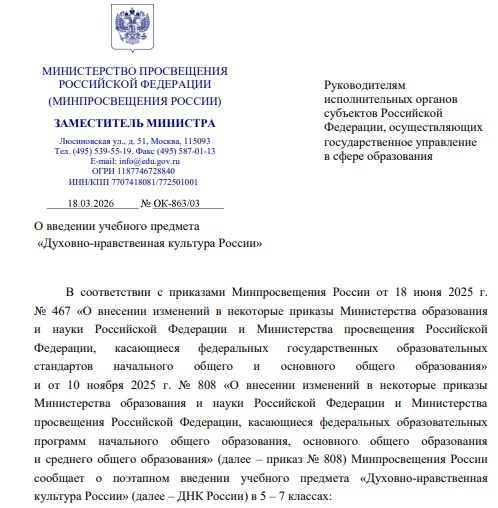 МИНИСТЕРСТВО ПРОСВЕЩЕНИЯ
РОССИЙСКОЙ ФЕДЕРАЦИИ
(МИНПРОСВЕЩЕНИЯ РОССИИ)
ЗАМЕСТИТЕЛЬ МИНИСТРА
Люсиновская ул., д. 51, Москва, 115093
Тел. (495) 539-55-19. Факс (495) 587-01-13
E-mail: info@edu.gov.ru
ОГРН 1187746728840
ИНН/КПП 7707418081/772501001
18.03.2026 № ОК-863/03
Руководителям
исполнительных органов
субъектов Российской
Федерации, осуществляющих
государственное управление
в сфере образования
О введении учебного предмета
«Духовно-нравственная культура России»
В соответствии с приказами Минпросвещения России от 18 июня 2025 г.
№ 467 «О внесении изменений в некоторые приказы Министерства образования
и науки Российской Федерации и Министерства просвещения Российской
Федерации, касающиеся федеральных государственных образовательных
стандартов начального общего и основного общего образования»
и от 10 ноября 2025 г. № 808 «О внесении изменений в некоторые приказы
Министерства образования и науки Российской Федерации и Министерства
просвещения Российской Федерации, касающиеся федеральных образовательных
программ начального общего образования, основного общего образования
и среднего общего образования» (далее – приказ № 808) Минпросвещения России
сообщает о поэтапном введении учебного предмета «Духовно-нравственная
культура России» (далее – ДНК России) в 5 – 7 классах: